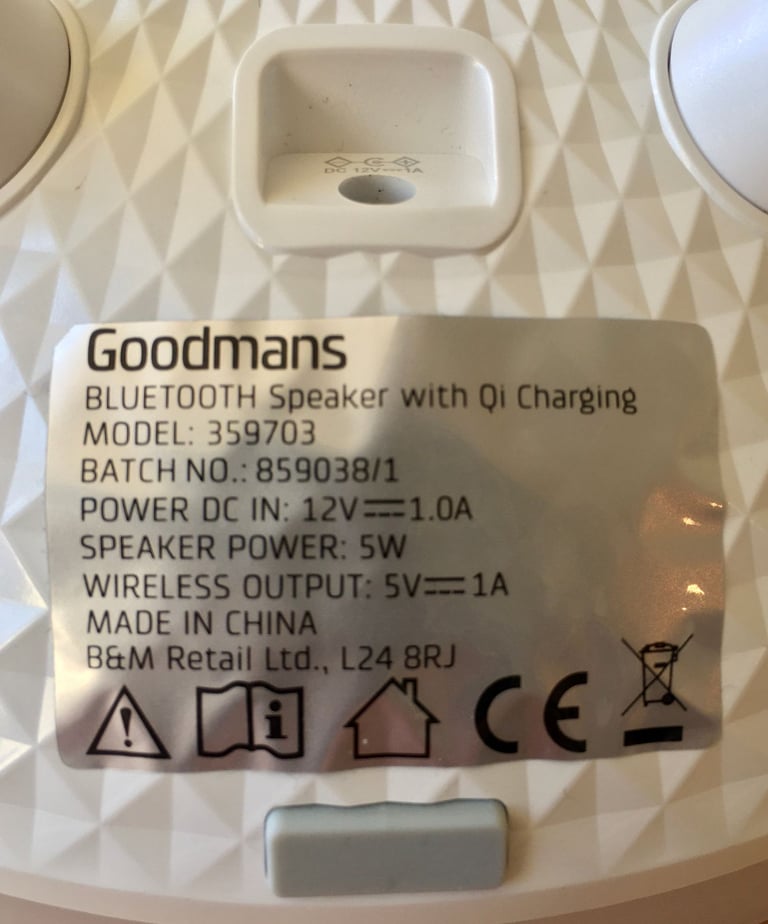 DC 12V⎓1A
Goodmans
BLUETOOTH Speaker with Qi Charging
MODEL: 359703
BATCH NO.: 859038/1
POWER DC IN: 12V⎓1.0A
SPEAKER POWER: 5W
WIRELESS OUTPUT: 5V⎓1A
MADE IN CHINA
B&M Retail Ltd., L24 8RJ
CE